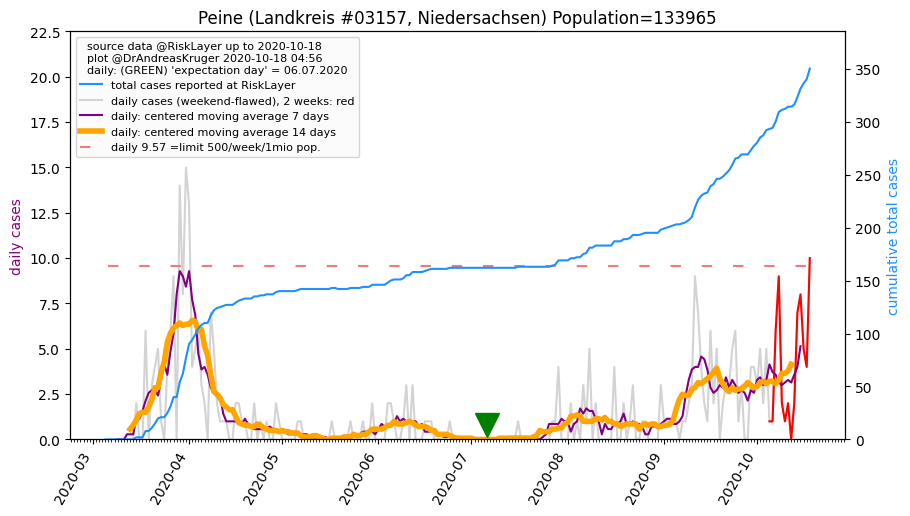 Peine (Landkreis #03157, Niedersachsen) Population=133965
source data @RiskLayer up to 2020-10-18
plot @DrAndreasKruger 2020-10-18 04:56
daily: (GREEN) 'expectation day' = 06.07.2020
total cases reported at RiskLayer
daily cases (weekend-flawed), 2 weeks: red
daily: centered moving average 7 days
daily: centered moving average 14 days
daily 9.57 =limit 500/week/1mio pop.
daily cases
22.5
20.0
17.5
15.0
12.5
10.0
7.5
5.0
2.5
0.0
350
300
250
200
150
100
50
0
cumulative total cases
2020-03
2020-04
2020-05
2020-06
2020-07
2020-08
2020-09
2020-10